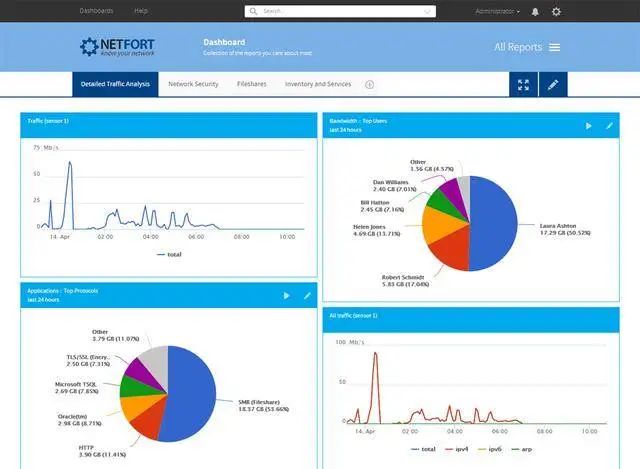 Dashboards Help Search... Administrator
NETFORT
know your network
Dashboard
Collection of the reports you care about most
All Reports
Detailed Traffic Analysis Network Security Fileshares Inventory and Services
Traffic (sensor 1)
75 Mb/s
50
25
0
14. Apr 02:00 04:00 06:00 08:00 10:00
total
Bandwidth :: Top Users
last 24 hours
Other
1.56 GB (4.57%)
Dan Williams
2.40 GB (7.01%)
Bill Hatton
2.45 GB (7.16%)
Helen Jones
4.69 GB (13.71%)
Laura Ashton
17.29 GB (50.52%)
Robert Schmidt
5.83 GB (17.04%)
Applications :: Top Protocols
last 24 hours
Other
3.79 GB (11.07%)
TLS/SSL (Encry..
2.50 GB (7.31%)
Microsoft TSQL
2.69 GB (7.85%)
Oracle(tm)
2.98 GB (8.71%)
HTTP
3.90 GB (11.41%)
SMB (Fileshare)
18.37 GB (53.66%)
All traffic (sensor 1)
100 Mb/s
50
0
14. Apr 02:00 04:00 06:00 08:00 10:00
total ipv4 ipv6 arp